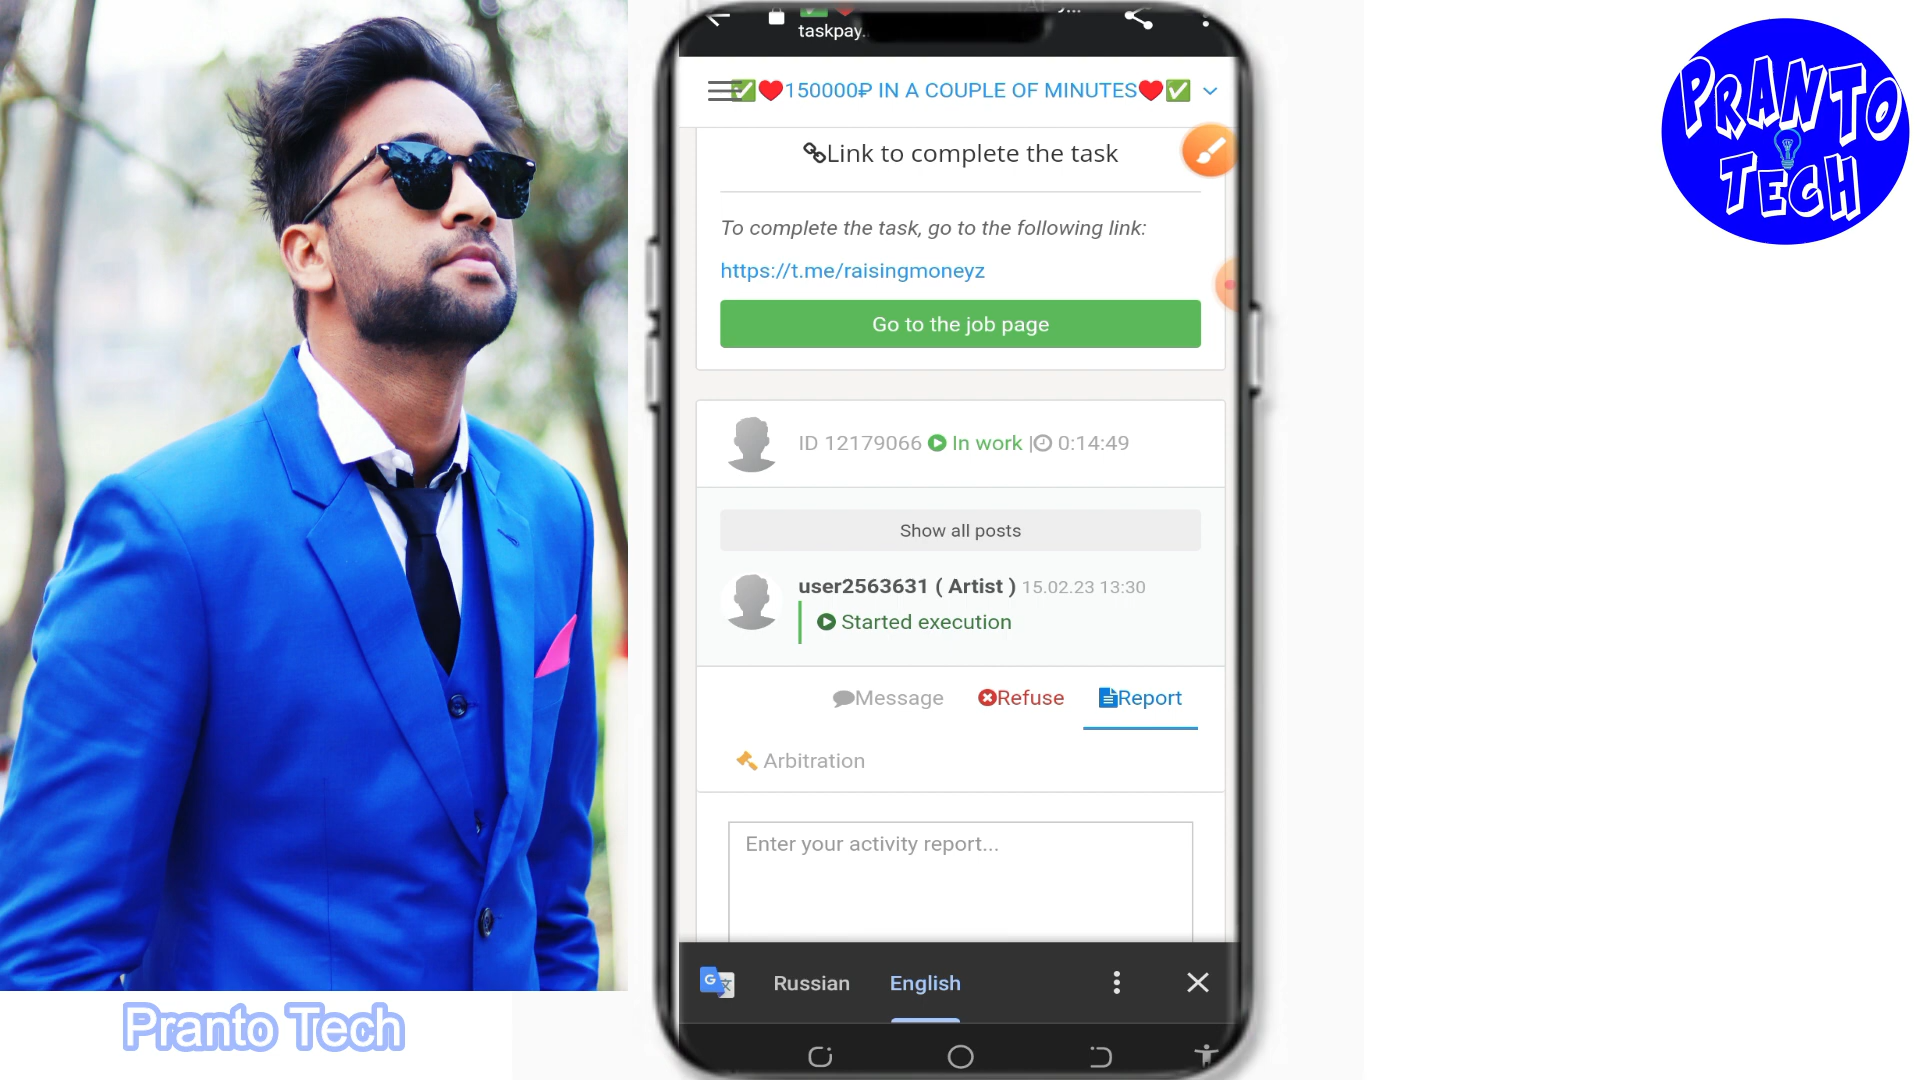 taskpay.
✅❤️150000₽ IN A COUPLE OF MINUTES❤️✅
Link to complete the task
To complete the task, go to the following link:
https://t.me/raisingmoneyz
Go to the job page
ID 12179066 In work | 0:14:49
Show all posts
user2563631 ( Artist ) 15.02.23 13:30
Started execution
Message Refuse Report
Arbitration
Enter your activity report...
Russian English
Pranto Tech
PRANTO
TECH